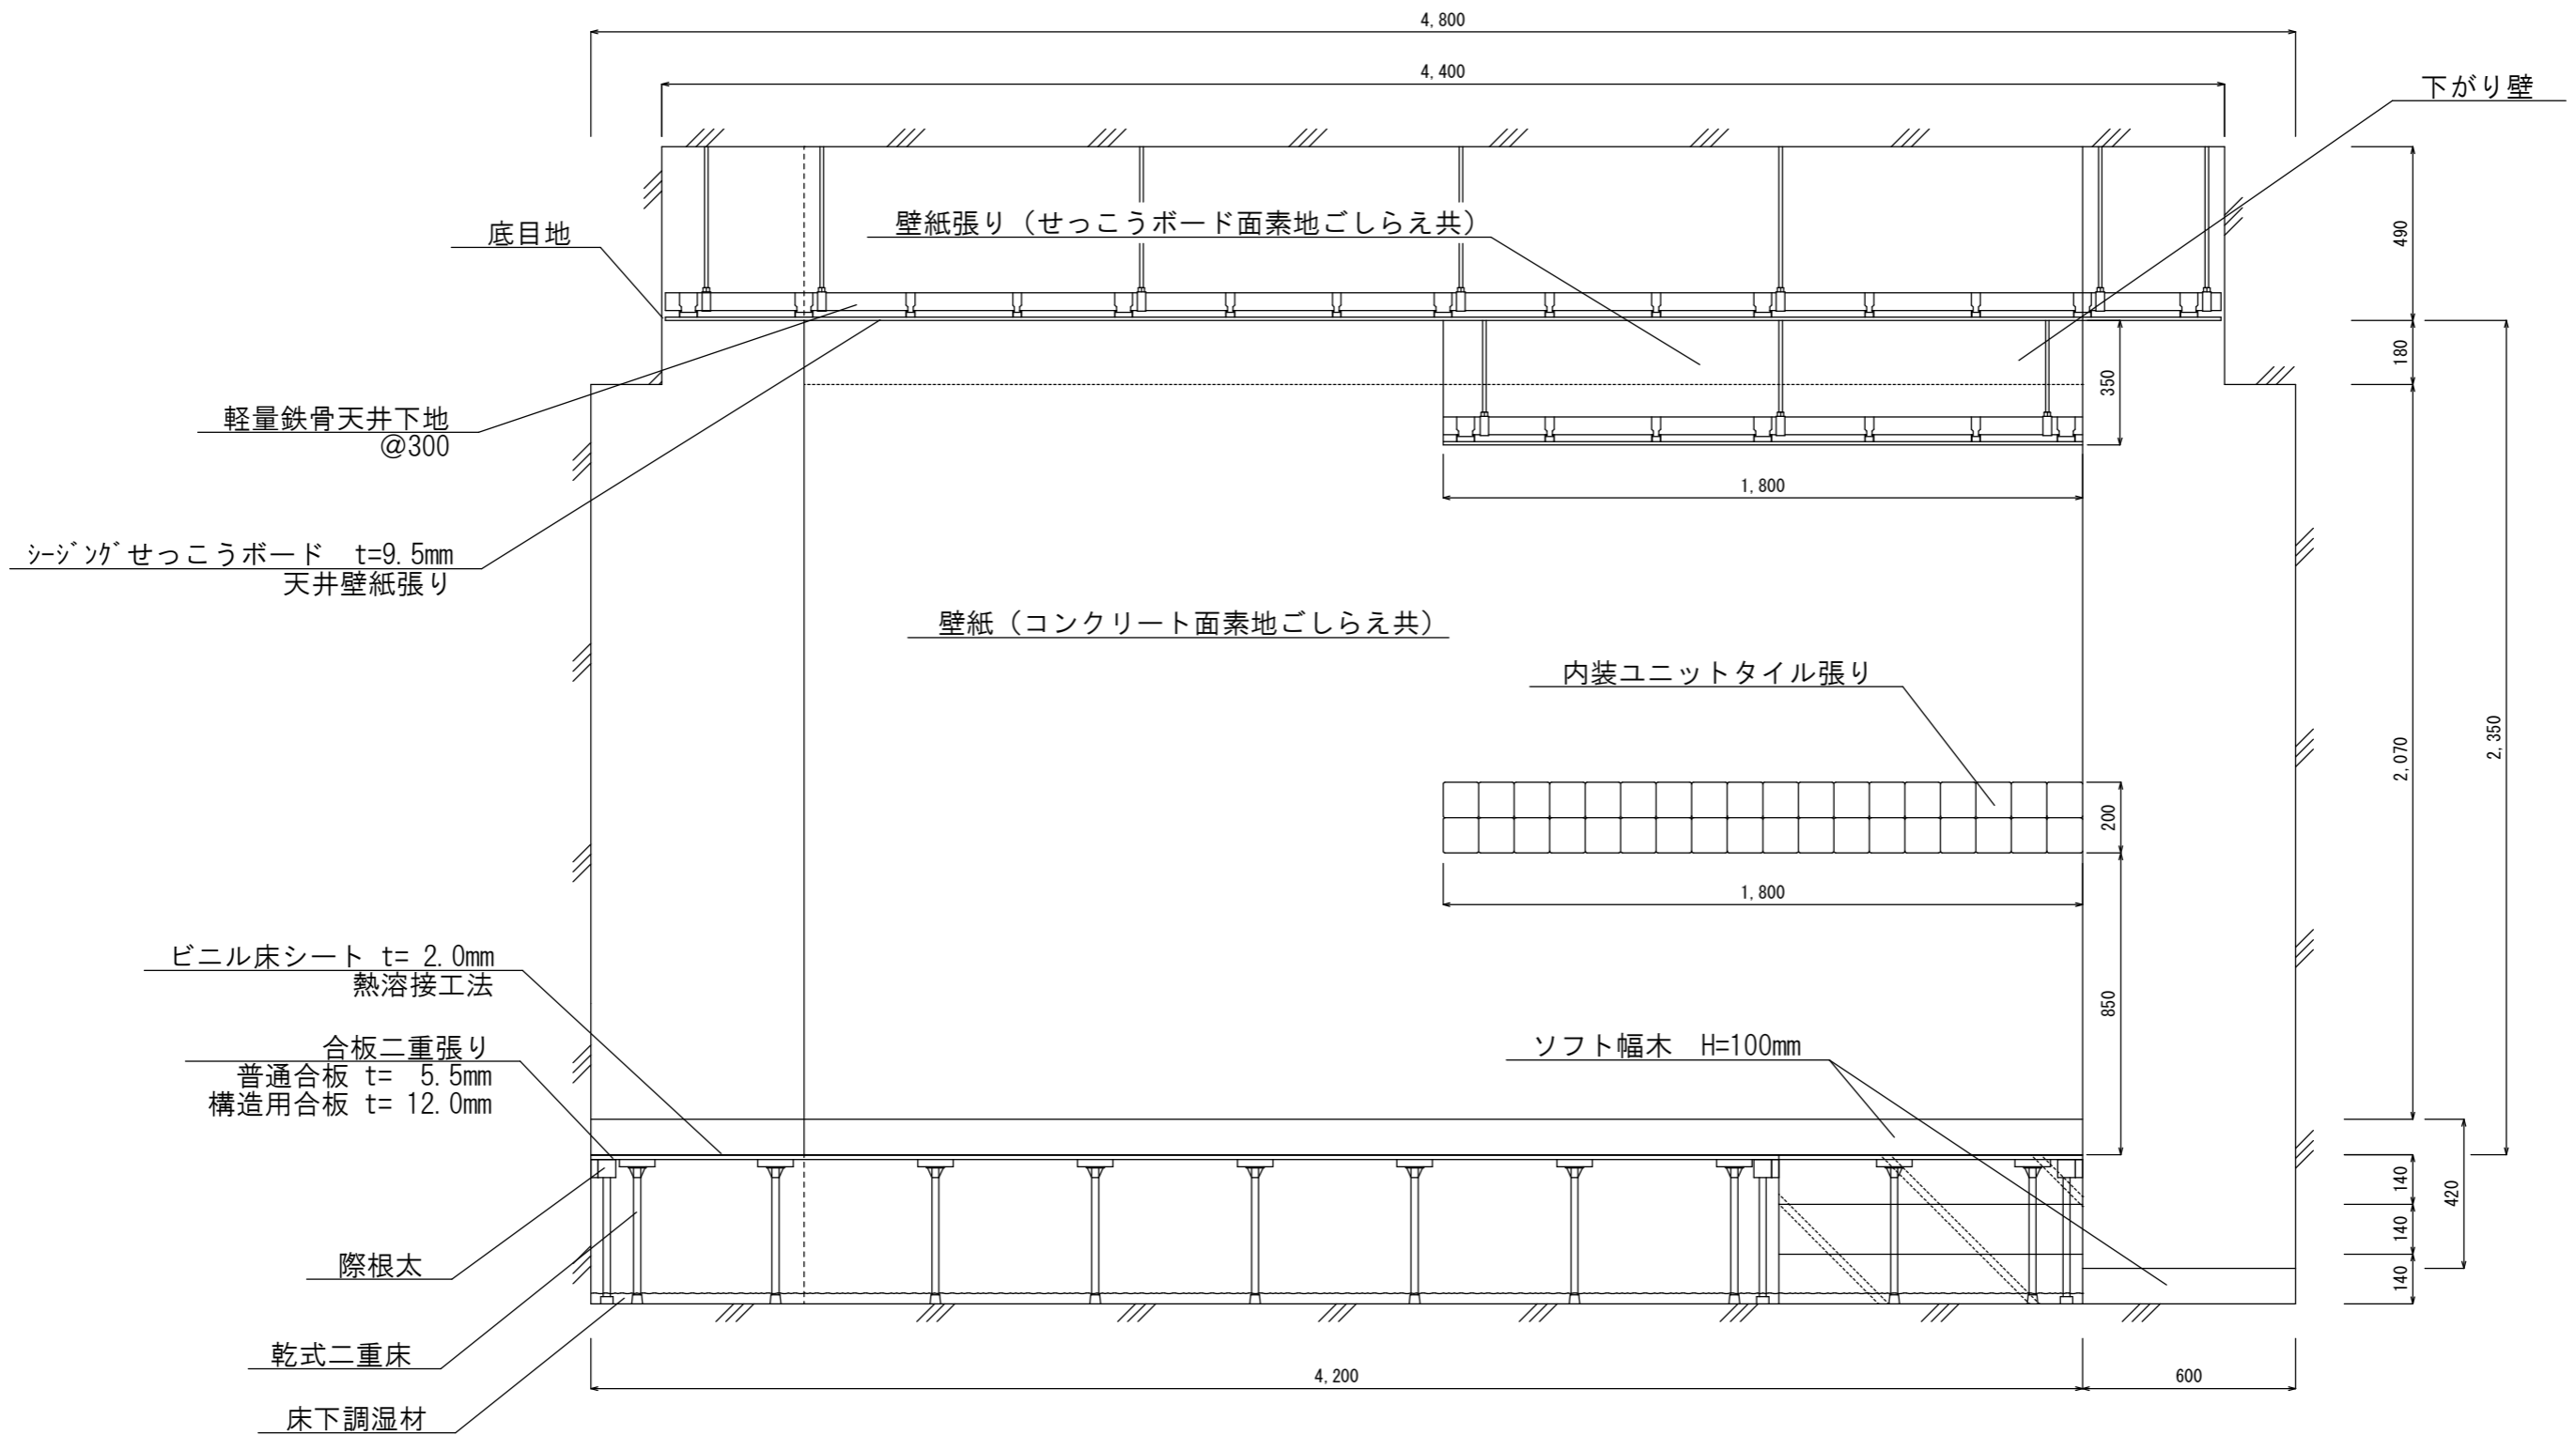 4,800
4,400
下がり壁
底目地
壁紙張り（せっこうボード面素地ごしらえ共）
490
180
350
軽量鉄骨天井下地
@300
1,800
ｼｰｼﾞﾝｸﾞせっこうボード　t=9.5mm
天井壁紙張り
壁紙（コンクリート面素地ごしらえ共）
内装ユニットタイル張り
2,070
2,350
200
1,800
850
ビニル床シート t= 2.0mm
熱溶接工法
合板二重張り
普通合板 t= 5.5mm
構造用合板 t= 12.0mm
ソフト幅木　H=100mm
140
420
140
140
際根太
乾式二重床
床下調湿材
4,200
600